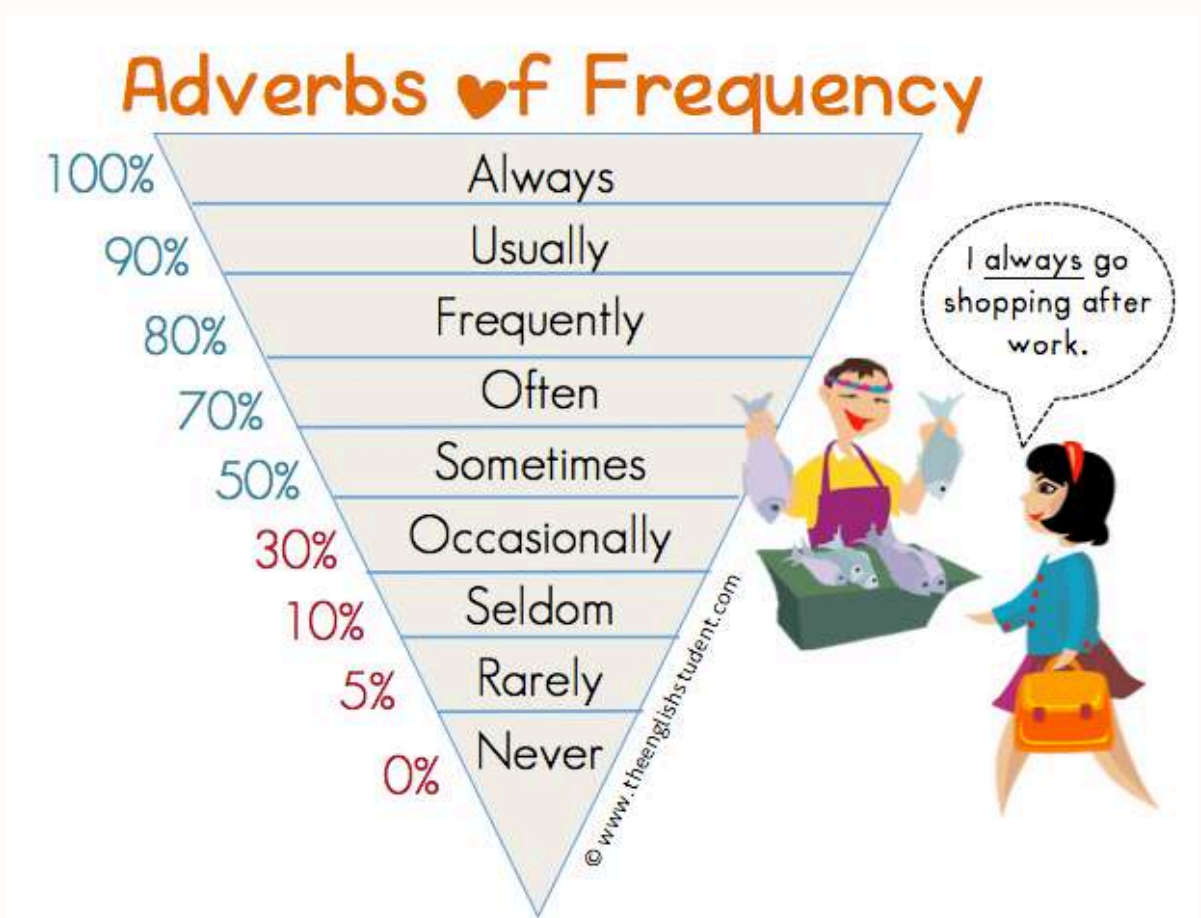 Adverbs of Frequency
100% Always
90% Usually
80% Frequently
70% Often
50% Sometimes
30% Occasionally
10% Seldom
5% Rarely
0% Never
I always go
shopping after
work.
© www.theenglishstudent.com